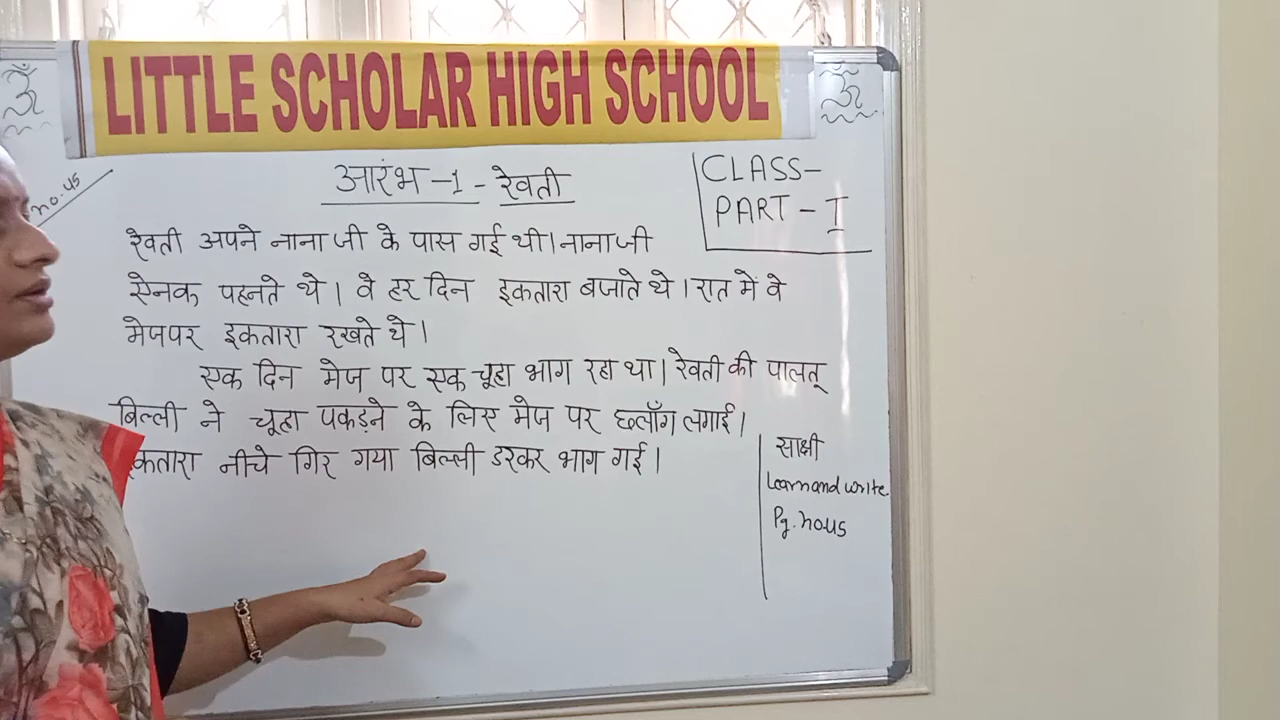 LITTLE SCHOLAR HIGH SCHOOL
ॐ
ॐ
no. 45
आरंभ -1 - रेवती
CLASS-
PART - I
रेवती अपने नाना जी के पास गई थी। नाना जी
ऐनक पहनते थे। वे हर दिन इकतारा बजाते थे। रात में वे
मेज पर इकतारा रखते थे।
एक दिन मेज पर एक चूहा भाग रहा था। रेवती की पालतू
बिल्ली ने चूहा पकड़ने के लिए मेज पर छलाँग लगाई।
इकतारा नीचे गिर गया बिल्ली डरकर भाग गई।
साक्षी
Learn and write.
Pg. no 45